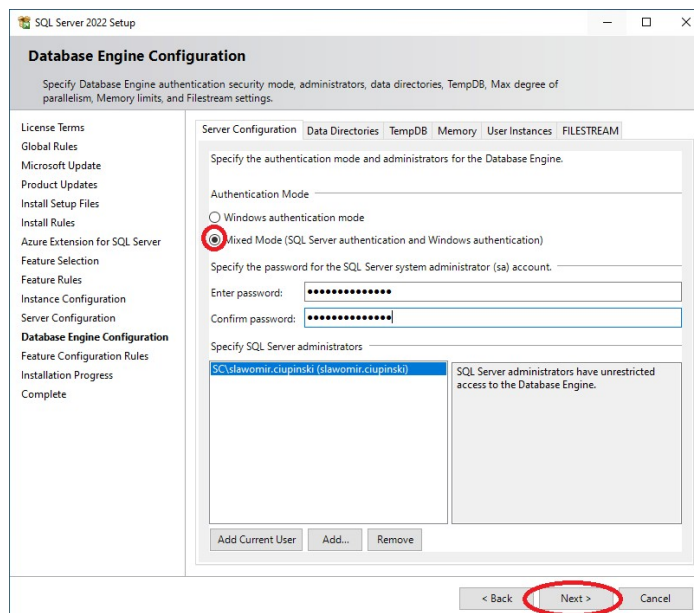 SQL Server 2022 Setup
Database Engine Configuration
Specify Database Engine authentication security mode, administrators, data directories, TempDB, Max degree of
parallelism, Memory limits, and Filestream settings.
License Terms
Global Rules
Microsoft Update
Product Updates
Install Setup Files
Install Rules
Azure Extension for SQL Server
Feature Selection
Feature Rules
Instance Configuration
Server Configuration
Database Engine Configuration
Feature Configuration Rules
Installation Progress
Complete
Server Configuration Data Directories TempDB Memory User Instances FILESTREAM
Specify the authentication mode and administrators for the Database Engine.
Authentication Mode
Windows authentication mode
Mixed Mode (SQL Server authentication and Windows authentication)
Specify the password for the SQL Server system administrator (sa) account.
Enter password: ●●●●●●●●●●●●●●
Confirm password: ●●●●●●●●●●●●●●
Specify SQL Server administrators
SC\slawomir.ciupinski (slawomir.ciupinski)
SQL Server administrators have unrestricted
access to the Database Engine.
Add Current User Add... Remove
< Back Next > Cancel